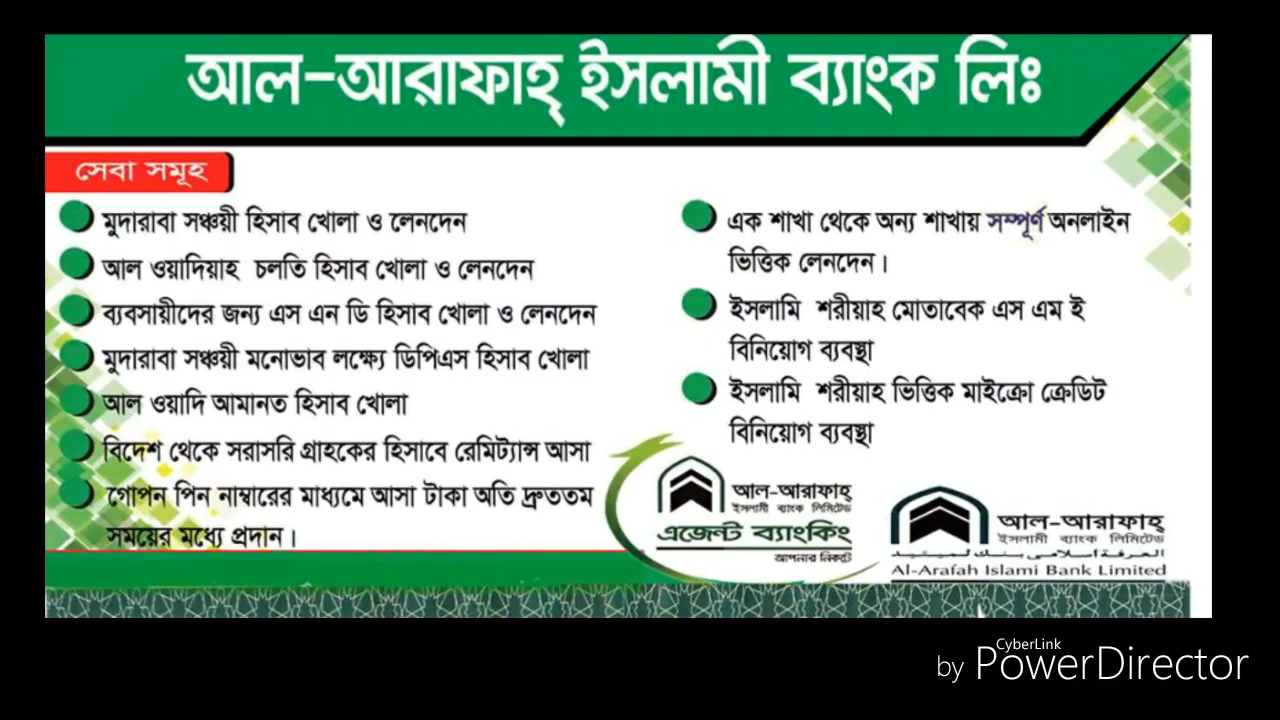 আল-আরাফাহ্ ইসলামী ব্যাংক লিঃ
সেবা সমূহ
মুদারাবা সঞ্চয়ী হিসাব খোলা ও লেনদেন
আল ওয়াদিয়াহ চলতি হিসাব খোলা ও লেনদেন
ব্যবসায়ীদের জন্য এস এন ডি হিসাব খোলা ও লেনদেন
মুদারাবা সঞ্চয়ী মনোভাব লক্ষ্যে ডিপিএস হিসাব খোলা
আল ওয়াদি আমানত হিসাব খোলা
বিদেশ থেকে সরাসরি গ্রাহকের হিসাবে রেমিট্যান্স আসা
গোপন পিন নাম্বারের মাধ্যমে আসা টাকা অতি দ্রুততম
সময়ের মধ্যে প্রদান।
এক শাখা থেকে অন্য শাখায় সম্পূর্ণ অনলাইন
ভিত্তিক লেনদেন।
ইসলামি শরীয়াহ মোতাবেক এস এম ই
বিনিয়োগ ব্যবস্থা
ইসলামি শরীয়াহ ভিত্তিক মাইক্রো ক্রেডিট
বিনিয়োগ ব্যবস্থা
আল-আরাফাহ্
ইসলামী ব্যাংক লিমিটেড
এজেন্ট ব্যাংকিং
আপনার নিকটে
আল-আরাফাহ্
ইসলামী ব্যাংক লিমিটেড
Al-Arafah Islami Bank Limited
CyberLink
by PowerDirector